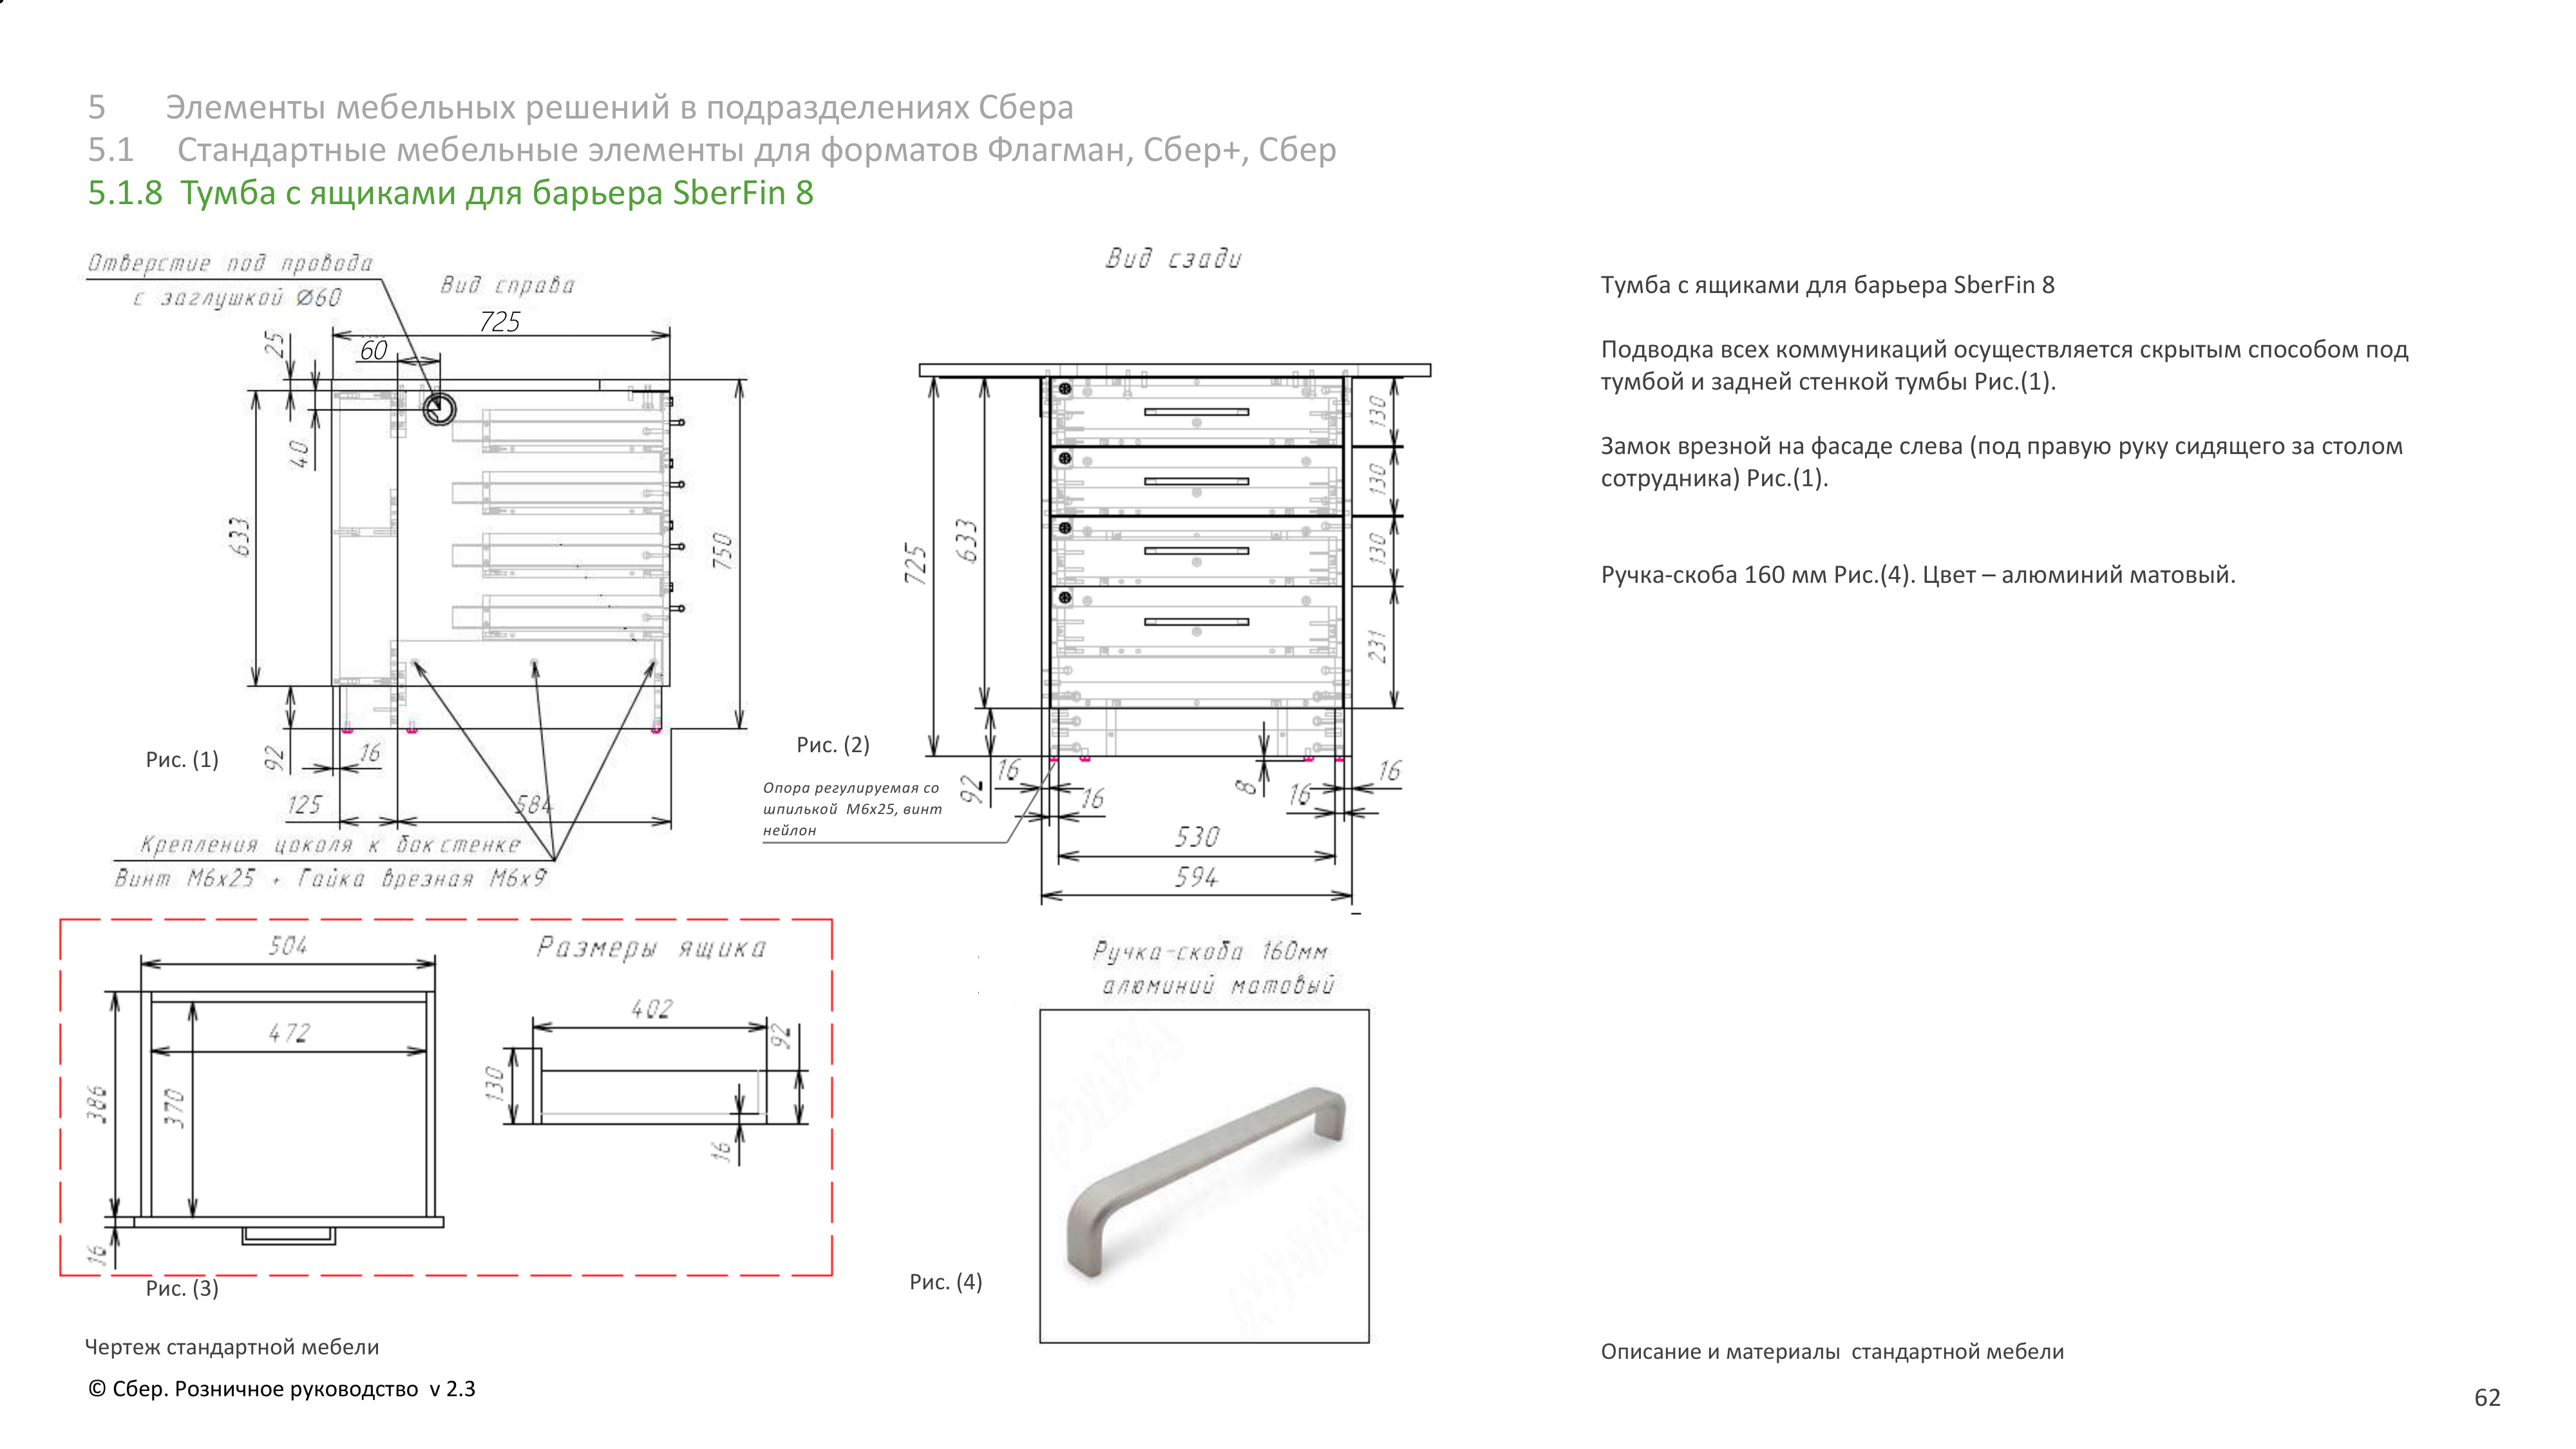 5 Элементы мебельных решений в подразделениях Сбера
5.1 Стандартные мебельные элементы для форматов Флагман, Сбер+, Сбер
5.1.8 Тумба с ящиками для барьера SberFin 8
Отверстие под провода
с заглушкой Ø60
Вид справа
725
60
25
40
633
750
92
16
125
584
Рис. (1)
Крепления цоколя к бокстенке
Винт М6х25 + Гайка врезная М6х9
Вид сзади
725
633
130
130
130
231
92
16
16
8
16
16
530
594
Рис. (2)
Опора регулируемая со
шпилькой М6х25, винт
нейлон
504
472
386
370
16
Размеры ящика
402
92
130
16
Рис. (3)
Ручка-скоба 160мм
алюминий матовый
Рис. (4)
Тумба с ящиками для барьера SberFin 8
Подводка всех коммуникаций осуществляется скрытым способом под
тумбой и задней стенкой тумбы Рис.(1).
Замок врезной на фасаде слева (под правую руку сидящего за столом
сотрудника) Рис.(1).
Ручка-скоба 160 мм Рис.(4). Цвет – алюминий матовый.
Чертеж стандартной мебели
Описание и материалы стандартной мебели
© Сбер. Розничное руководство v 2.3
62